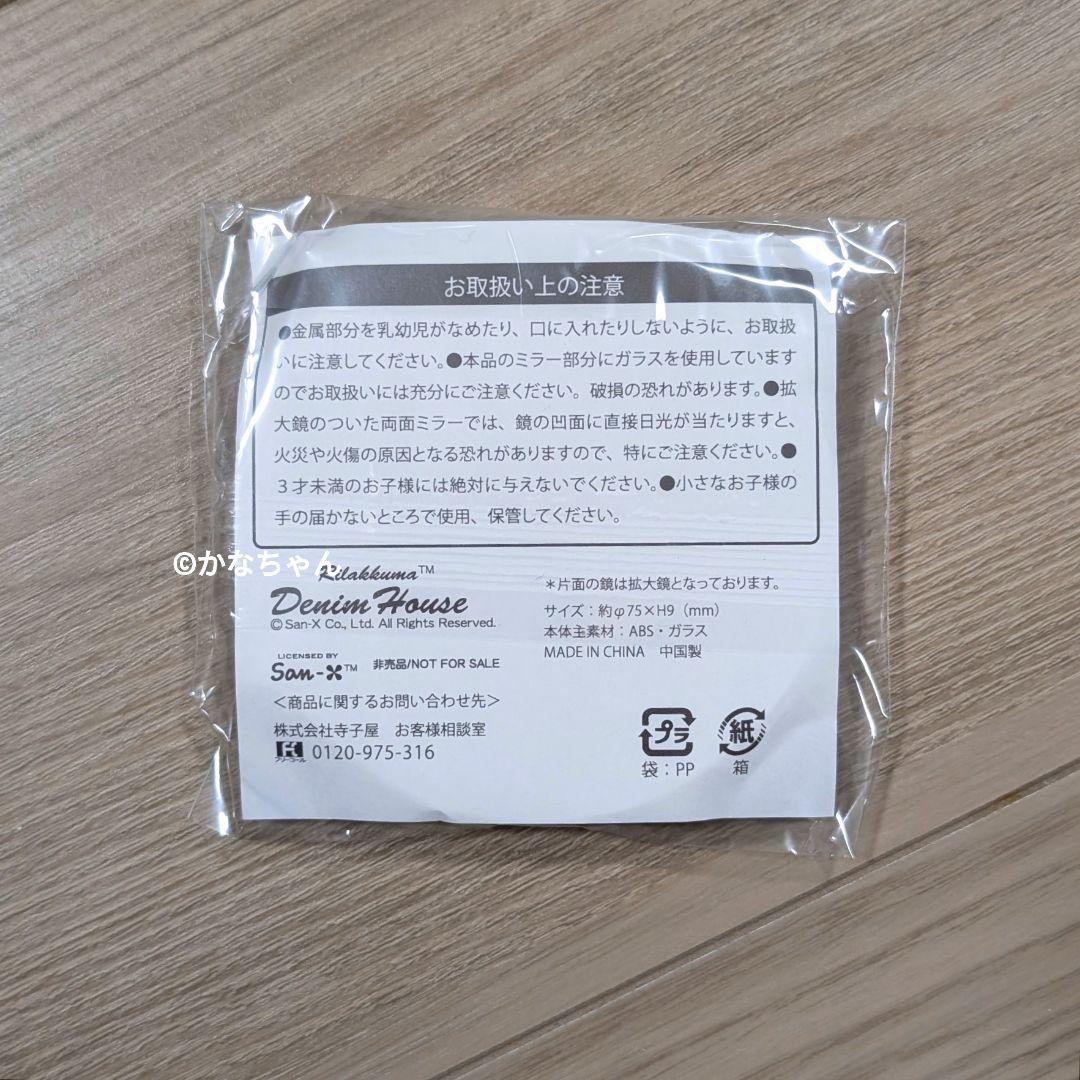 お取扱い上の注意
●金属部分を乳幼児がなめたり、口に入れたりしないように、お取扱
いに注意してください。●本品のミラー部分にガラスを使用しています
のでお取扱いには充分にご注意ください。破損の恐れがあります。●拡
大鏡のついた両面ミラーでは、鏡の凹面に直接日光が当たりますと、
火災や火傷の原因となる恐れがありますので、特にご注意ください。●
３才未満のお子様には絶対に与えないでください。●小さなお子様の
手の届かないところで使用、保管してください。
©かなちゃん
Rilakkuma™
Denim House
© San-X Co., Ltd. All Rights Reserved.
LICENSED BY
San-X™ 非売品/NOT FOR SALE
＜商品に関するお問い合わせ先＞
株式会社寺子屋 お客様相談室
フリーコール 0120-975-316
＊片面の鏡は拡大鏡となっております。
サイズ：約φ75×H9（mm）
本体主素材：ABS・ガラス
MADE IN CHINA 中国製
プラ 紙
袋：PP 箱